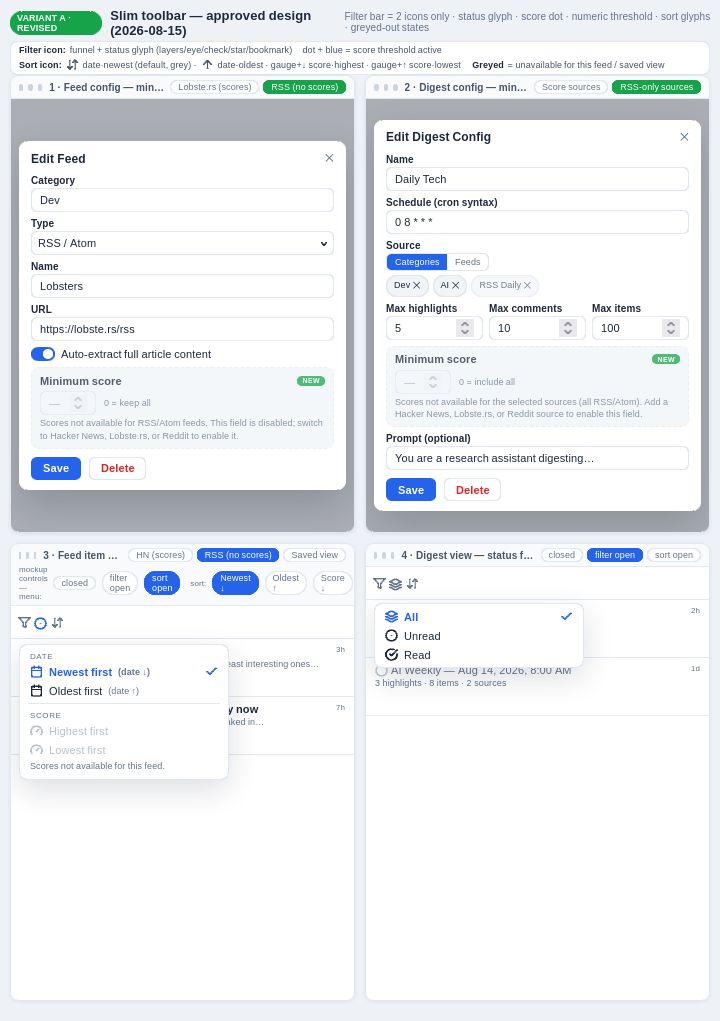 VARIANT A ·
REVISED
Slim toolbar — approved design
(2026-08-15)
Filter bar = 2 icons only · status glyph · score dot · numeric threshold · sort glyphs
· greyed-out states
Filter icon: funnel + status glyph (layers/eye/check/star/bookmark) dot + blue = score threshold active
Sort icon: date·newest (default, grey) · date·oldest · gauge+↓ score·highest · gauge+↑ score·lowest Greyed = unavailable for this feed / saved view
1 · Feed config — min… Lobste.rs (scores) RSS (no scores)
Edit Feed
Category
Dev
Type
RSS / Atom
Name
Lobsters
URL
https://lobste.rs/rss
Auto-extract full article content
Minimum score NEW
— 0 = keep all
Scores not available for RSS/Atom feeds. This field is disabled; switch
to Hacker News, Lobste.rs, or Reddit to enable it.
Save Delete
2 · Digest config — min… Score sources RSS-only sources
Edit Digest Config
Name
Daily Tech
Schedule (cron syntax)
0 8 * * *
Source
Categories Feeds
Dev AI RSS Daily
Max highlights Max comments Max items
5 10 100
Minimum score NEW
— 0 = include all
Scores not available for the selected sources (all RSS/Atom). Add a
Hacker News, Lobste.rs, or Reddit source to enable this field.
Prompt (optional)
You are a research assistant digesting…
Save Delete
3 · Feed item … HN (scores) RSS (no scores) Saved view
mockup
controls
—
menu:
closed
filter
open
sort
open
sort:
Newest
↓
Oldest
↑
Score
↓
3h
east interesting ones…
y now 7h
aked in…
DATE
Newest first (date ↓)
Oldest first (date ↑)
SCORE
Highest first
Lowest first
Scores not available for this feed.
4 · Digest view — status f… closed filter open sort open
2h
All
Unread
Read
AI Weekly — Aug 14, 2026, 8:00 AM 1d
3 highlights · 8 items · 2 sources